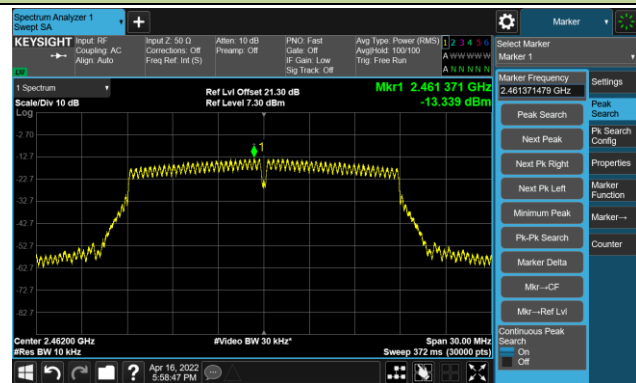 Spectrum Analyzer 1
Swept SA
Marker
KEYSIGHT
Input: RF
Coupling: AC
Align: Auto
Input Z: 50 Ω
Corrections: Off
Freq Ref: Int (S)
Atten: 10 dB
Preamp: Off
PNO: Fast
Gate: Off
IF Gain: Low
Sig Track: Off
Avg Type: Power (RMS)
Avg|Hold: 100/100
Trig: Free Run
1 2 3 4 5 6
A W W W W W
A N N N N N
LVI
Select Marker
Marker 1
1 Spectrum
Scale/Div 10 dB
Log
Ref Lvl Offset 21.30 dB
Ref Level 7.30 dBm
Mkr1 2.461 371 GHz
-13.339 dBm
1
-2.70
-12.7
-22.7
-32.7
-42.7
-52.7
-62.7
-72.7
-82.7
Center 2.46200 GHz
#Res BW 10 kHz
#Video BW 30 kHz*
Span 30.00 MHz
Sweep 372 ms (30000 pts)
Marker Frequency
2.461371479 GHz
Peak Search
Next Peak
Next Pk Right
Next Pk Left
Minimum Peak
Pk-Pk Search
Marker Delta
Mkr→CF
Mkr→Ref Lvl
Continuous Peak
Search
On
Off
Settings
Peak
Search
Pk Search
Config
Properties
Marker
Function
Marker→
Counter
?
Apr 16, 2022
5:58:47 PM